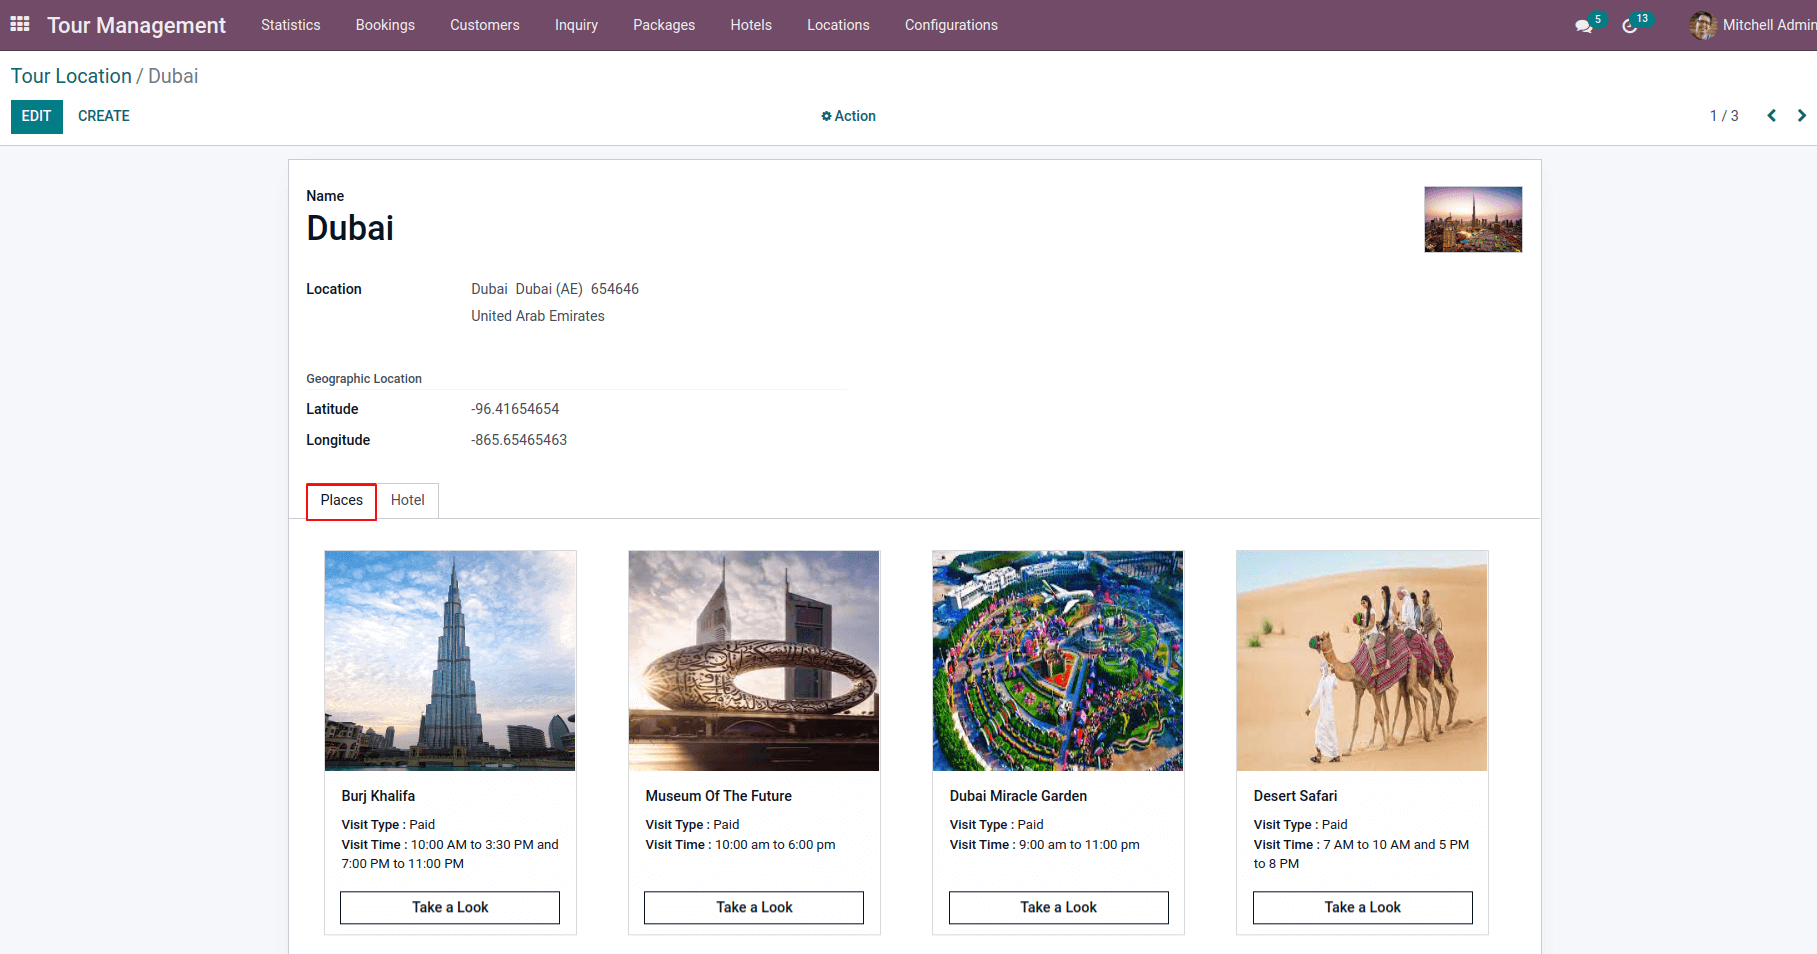 Tour Management Statistics Bookings Customers Inquiry Packages Hotels Locations Configurations 5 13 Mitchell Admin
Tour Location / Dubai
EDIT CREATE Action 1 / 3
Name
Dubai
Location Dubai Dubai (AE) 654646
United Arab Emirates
Geographic Location
Latitude -96.41654654
Longitude -865.65465463
Places Hotel
Burj Khalifa
Visit Type : Paid
Visit Time : 10:00 AM to 3:30 PM and
7:00 PM to 11:00 PM
Take a Look
Museum Of The Future
Visit Type : Paid
Visit Time : 10:00 am to 6:00 pm
Take a Look
Dubai Miracle Garden
Visit Type : Paid
Visit Time : 9:00 am to 11:00 pm
Take a Look
Desert Safari
Visit Type : Paid
Visit Time : 7 AM to 10 AM and 5 PM
to 8 PM
Take a Look